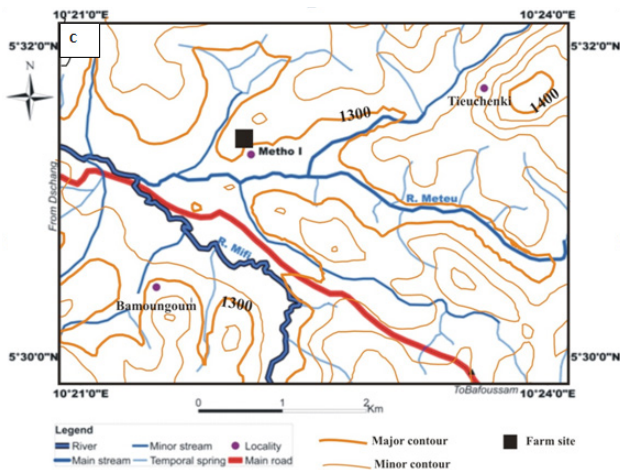 10°21'0"E 10°24'0"E
C
5°32'0"N 5°32'0"N
N
Tieuchenki
1400
1300
Metho I
From Dschang
R. Meteu
R. Mifi
Bamoungoum
1300
5°30'0"N 5°30'0"N
10°21'0"E 10°24'0"E
ToBafoussam
0 1 2
Km
Legend
River Minor stream Locality Major contour Farm site
Main stream Temporal spring Main road Minor contour